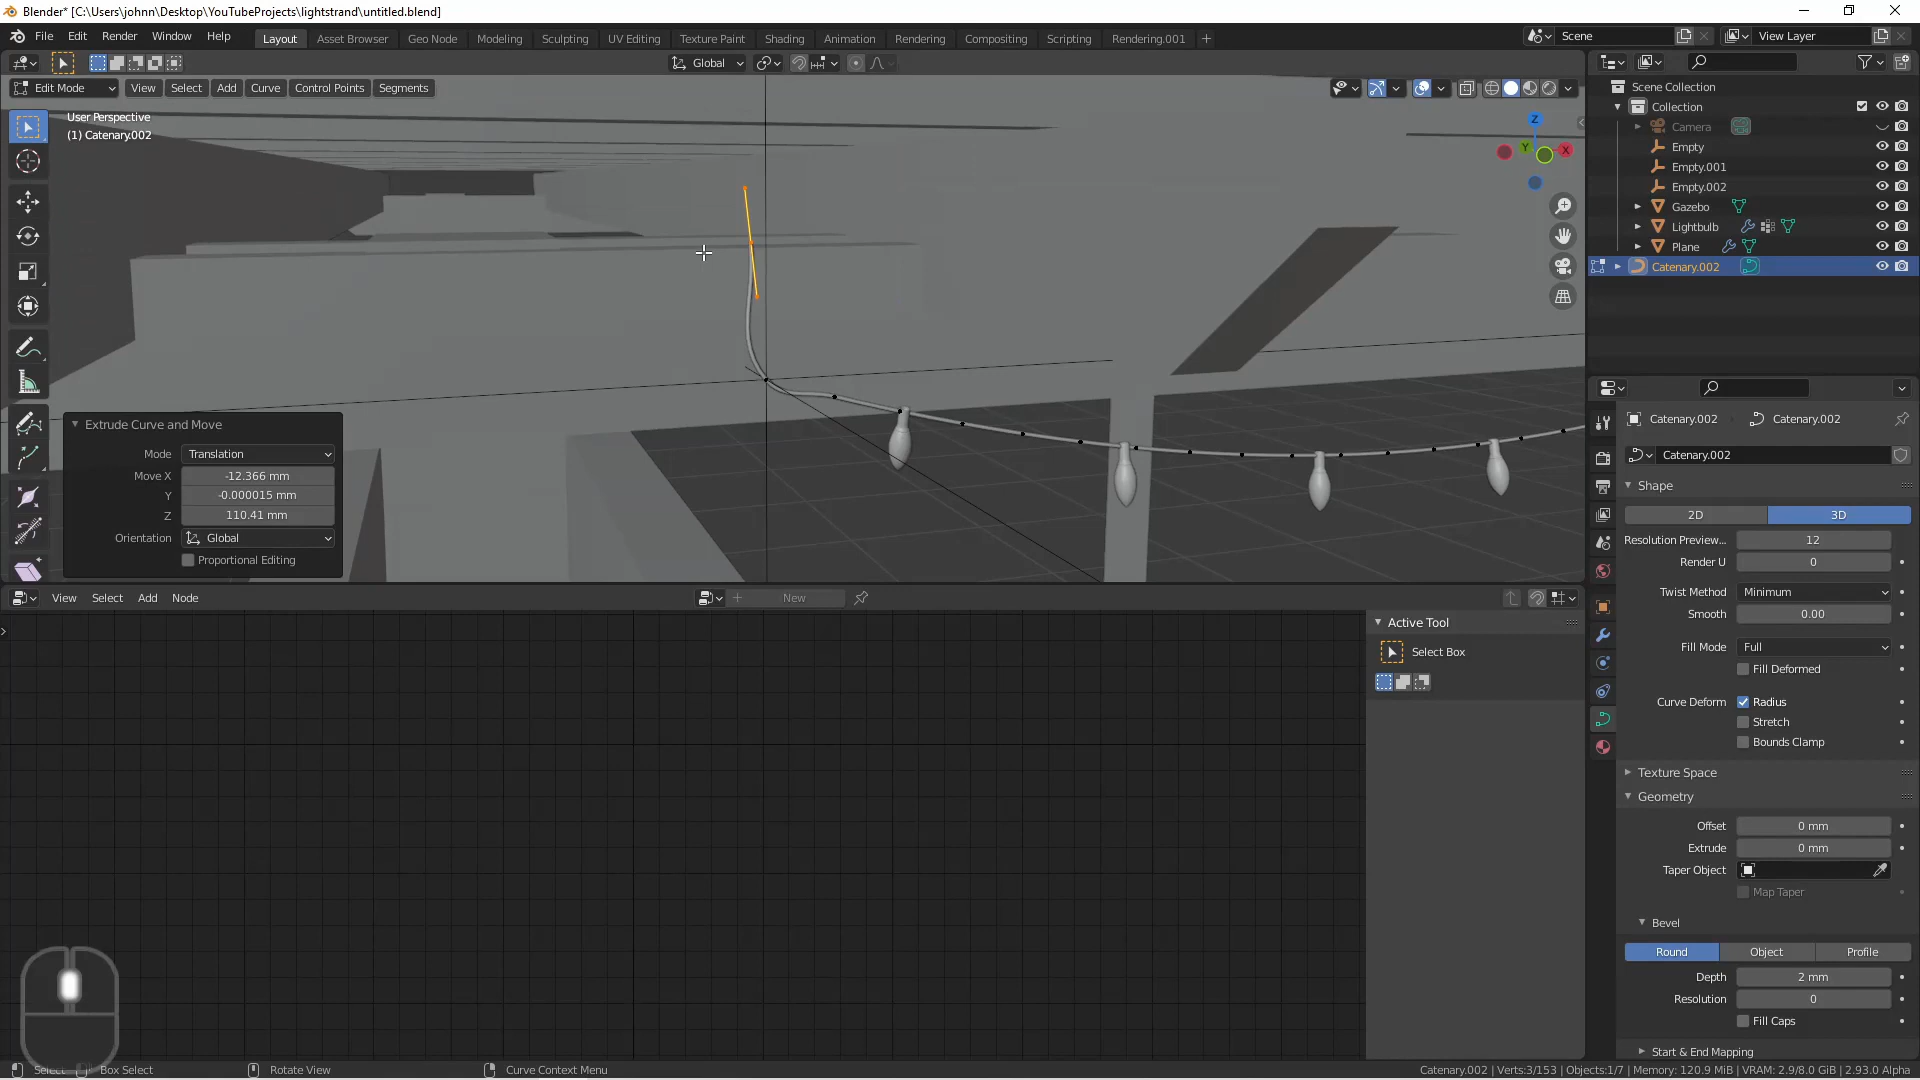 Blender* [C:\Users\johnn\Desktop\YouTubeProjects\lightstrand\untitled.blend]
File Edit Render Window Help Layout Asset Browser Geo Node Modeling Sculpting UV Editing Texture Paint Shading Animation Rendering Compositing Scripting Rendering.001 + Scene View Layer
Global
Edit Mode View Select Add Curve Control Points Segments
User Perspective
(1) Catenary.002
Z
Y X
Extrude Curve and Move
Mode Translation
Move X -12.366 mm
Y -0.000015 mm
Z 110.41 mm
Orientation Global
Proportional Editing
View Select Add Node + New
Active Tool
Select Box
Scene Collection
Collection
Camera
Empty
Empty.001
Empty.002
Gazebo
Lightbulb
Plane
Catenary.002
Catenary.002 Catenary.002
Catenary.002
Shape
2D 3D
Resolution Preview... 12
Render U 0
Twist Method Minimum
Smooth 0.00
Fill Mode Full
Fill Deformed
Curve Deform Radius
Stretch
Bounds Clamp
Texture Space
Geometry
Offset 0 mm
Extrude 0 mm
Taper Object
Map Taper
Bevel
Round Object Profile
Depth 2 mm
Resolution 0
Fill Caps
Start & End Mapping
Select Box Select Rotate View Curve Context Menu Catenary.002 | Verts:3/153 | Objects:1/7 | Memory: 120.9 MiB | VRAM: 2.9/8.0 GiB | 2.93.0 Alpha